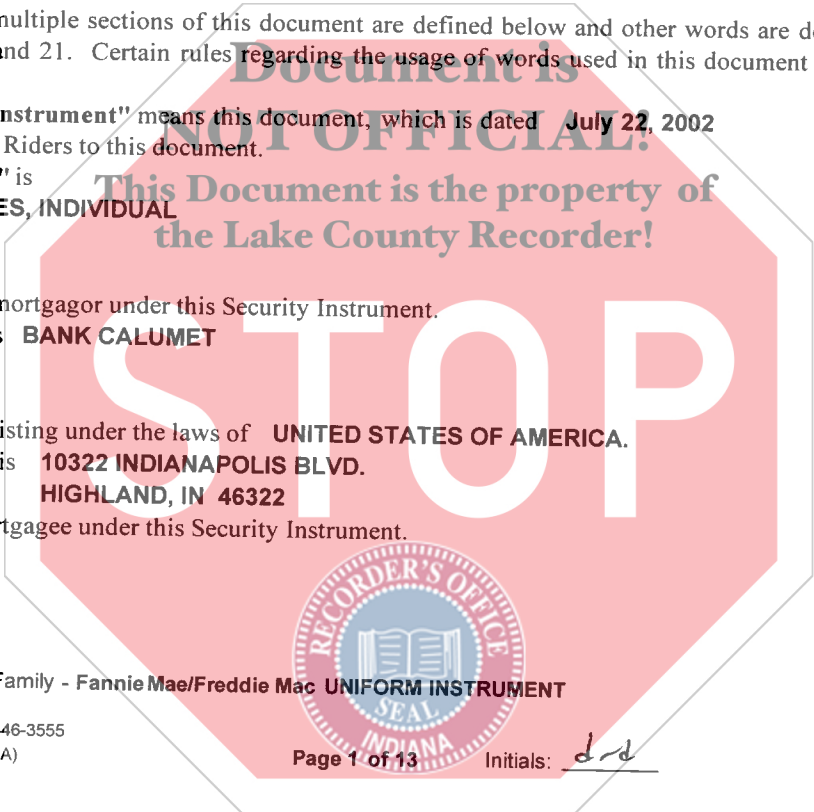 multiple sections of this document are defined below and other words are de
and 21. Certain rules regarding the usage of words used in this document
Document is
nstrument" means this document, which is dated July 22, 2002
NOT OFFICIAL!
Riders to this document.
" is
This Document is the property of
ES, INDIVIDUAL
the Lake County Recorder!
mortgagor under this Security Instrument.
s BANK CALUMET
STOP
isting under the laws of UNITED STATES OF AMERICA.
is 10322 INDIANAPOLIS BLVD.
HIGHLAND, IN 46322
tgagee under this Security Instrument.
RECORDER'S OFFICE
Family - Fannie Mae/Freddie Mac UNIFORM INSTRUMENT
SEAL
46-3555
INDIANA
A)
Page 1 of 13 Initials: drd